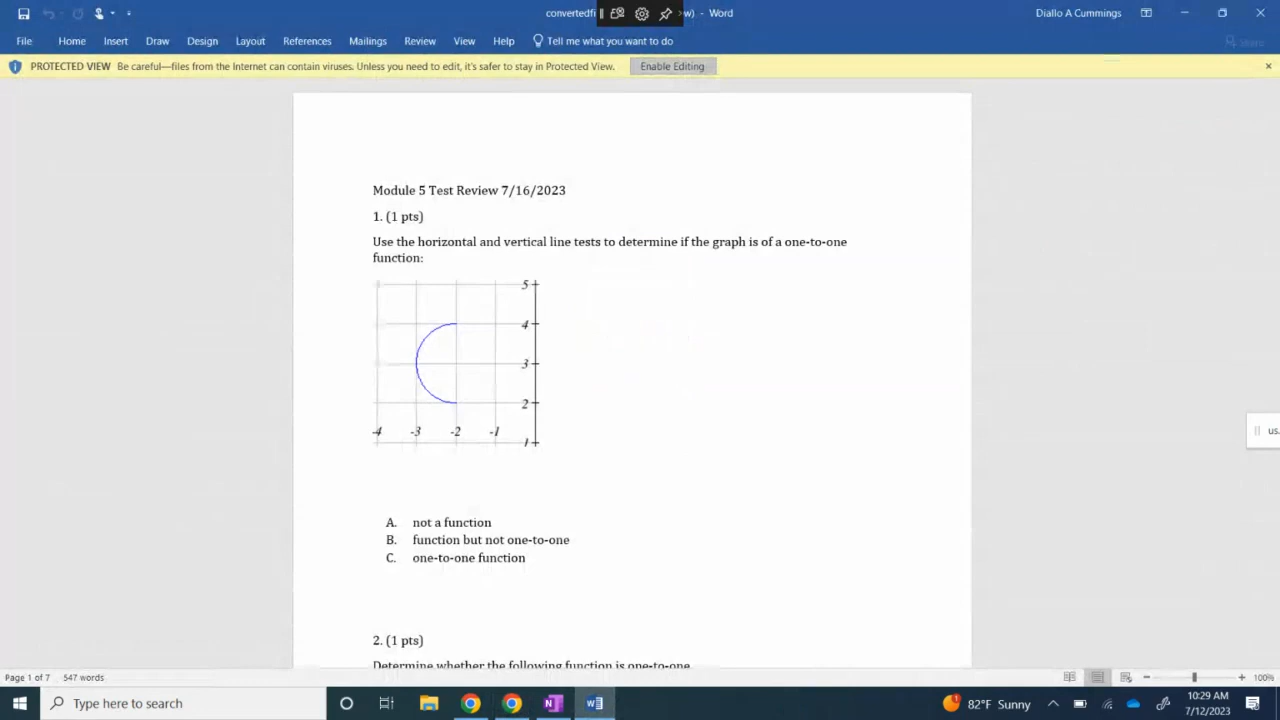 convertedfi
w) - Word
Diallo A Cummings
File Home Insert Draw Design Layout References Mailings Review View Help Tell me what you want to do Share
PROTECTED VIEW Be careful—files from the Internet can contain viruses. Unless you need to edit, it's safer to stay in Protected View. Enable Editing
Module 5 Test Review 7/16/2023
1. (1 pts)
Use the horizontal and vertical line tests to determine if the graph is of a one-to-one
function:
5
4
3
2
-4 -3 -2 -1 1
us.
A. not a function
B. function but not one-to-one
C. one-to-one function
2. (1 pts)
Determine whether the following function is one-to-one.
Page 1 of 7 547 words 100%
Type here to search
82°F Sunny
10:29 AM
7/12/2023